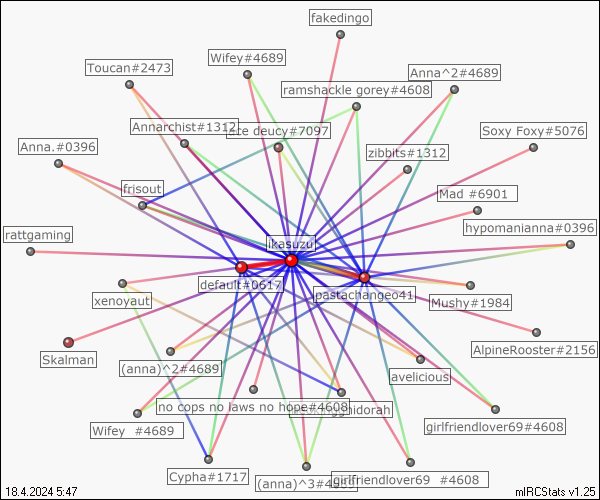 fakedingo
Wifey#4689
Toucan#2473
Anna^2#4689
ramshackle gorey#4608
Annarchist#1312
deucy#7097
Soxy Foxy#5076
Anna.#0396
zibbits#1312
frisout
Mad #6901
hypomanianna#0396
rattgaming
ikasuzu
default#0617
pastachangeo41
xenoyaut
Mushy#1984
Skalman
AlpineRooster#2156
(anna)^2#4689
avelicious
no cops no laws no hope#4608
Wifey #4689
girlfriendlover69#4608
Cypha#1717
(anna)^3#4689
girlfriendlover69 #4608
18.4.2024 5:47
mIRCStats v1.25